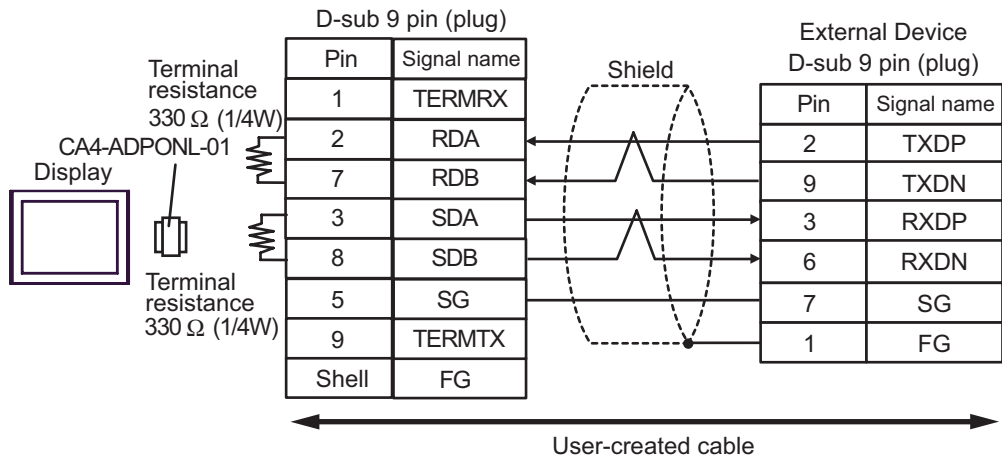 D-sub 9 pin (plug)
Pin Signal name
1 TERMRX
2 RDA
7 RDB
3 SDA
8 SDB
5 SG
9 TERMTX
Shell FG
Terminal
resistance
330 Ω (1/4W)
CA4-ADPONL-01
Display
Terminal
resistance
330 Ω (1/4W)
Shield
External Device
D-sub 9 pin (plug)
Pin Signal name
2 TXDP
9 TXDN
3 RXDP
6 RXDN
7 SG
1 FG
User-created cable